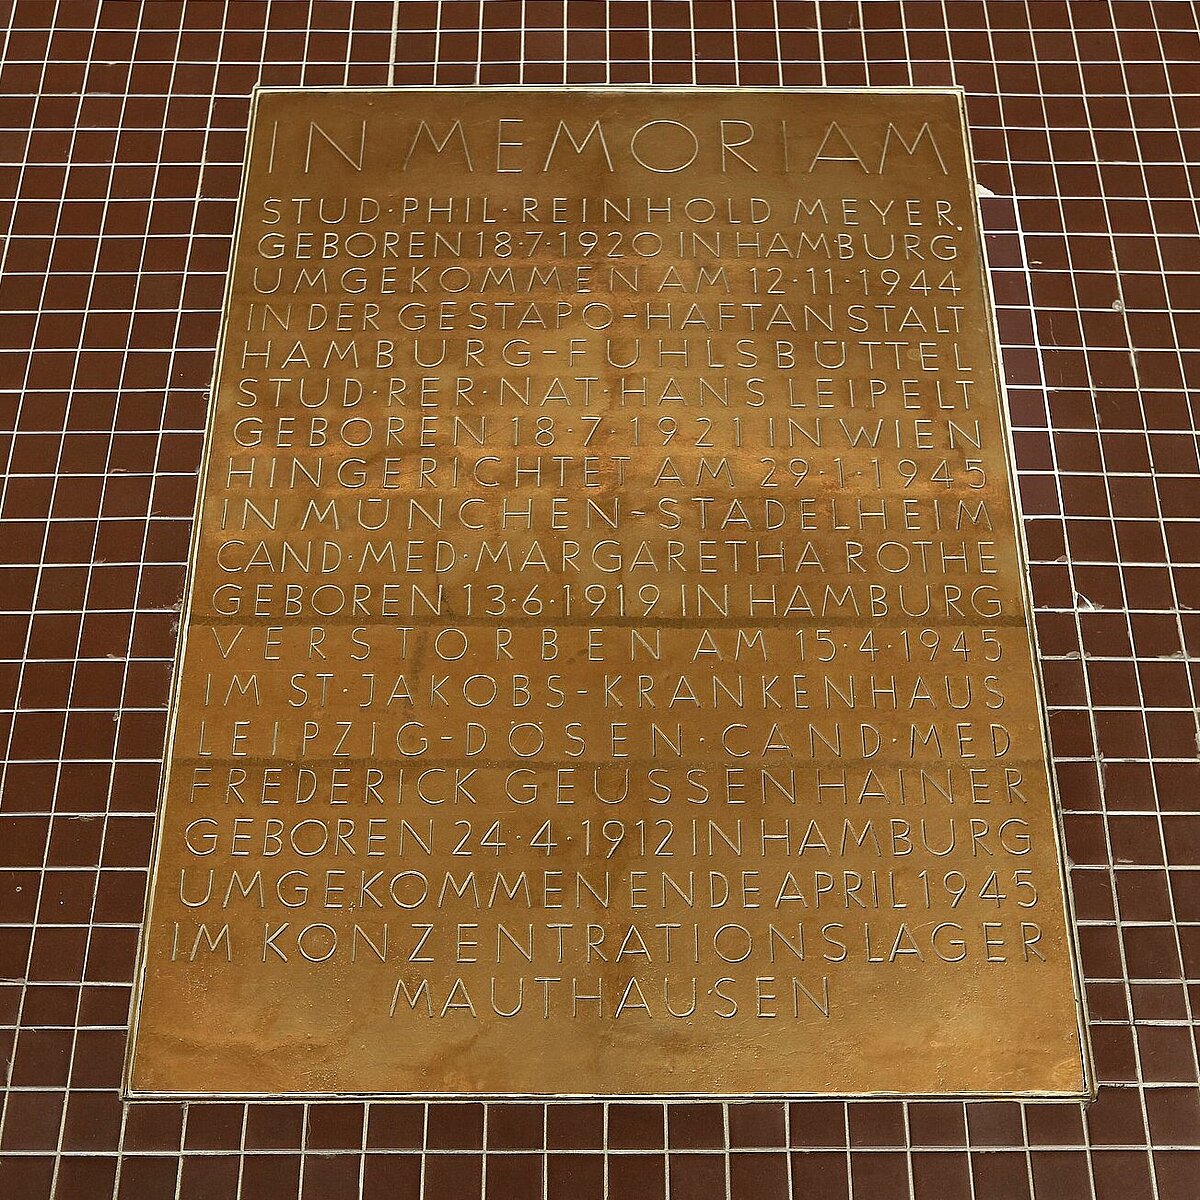 IN MEMORIAM
STUD·PHIL·REINHOLD MEYER
GEBOREN 18·7·1920 IN HAMBURG
UMGEKOMMEN AM 12·11·1944
IN DER GESTAPO-HAFTANSTALT
HAMBURG-FUHLSBÜTTEL
STUD·RER·NAT·HANS LEIPELT
GEBOREN 18·7·1921 IN WIEN
HINGERICHTET AM 29·1·1945
IN MÜNCHEN-STADELHEIM
CAND·MED·MARGARETHA ROTHE
GEBOREN 13·6·1919 IN HAMBURG
VERSTORBEN AM 15·4·1945
IM ST·JAKOBS-KRANKENHAUS
LEIPZIG-DÖSEN·CAND·MED
FREDERICK GEUSSENHAINER
GEBOREN 24·4·1912 IN HAMBURG
UMGEKOMMEN ENDE APRIL 1945
IM KONZENTRATIONSLAGER
MAUTHAUSEN